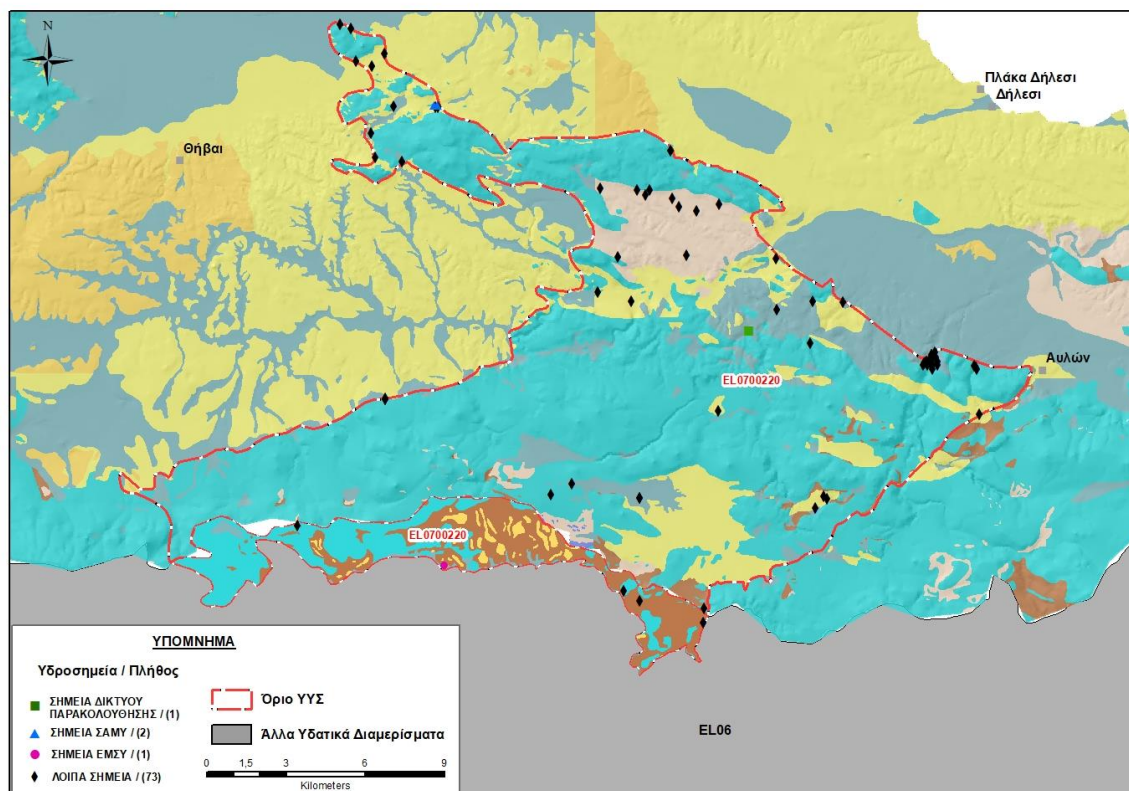 N
Πλάκα Δήλεσι
Δήλεσι
Θήβαι
Αυλών
EL0700220
EL0700220
EL06
ΥΠΟΜΝΗΜΑ
Υδροσημεία / Πλήθος
ΣΗΜΕΙΑ ΔΙΚΤΥΟΥ
ΠΑΡΑΚΟΛΟΥΘΗΣΗΣ / (1)
ΣΗΜΕΙΑ ΣΑΜΥ / (2)
ΣΗΜΕΙΑ ΕΜΣΥ / (1)
ΛΟΙΠΑ ΣΗΜΕΙΑ / (73)
Όριο ΥΥΣ
Άλλα Υδατικά Διαμερίσματα
0 1,5 3 6 9
Kilometers